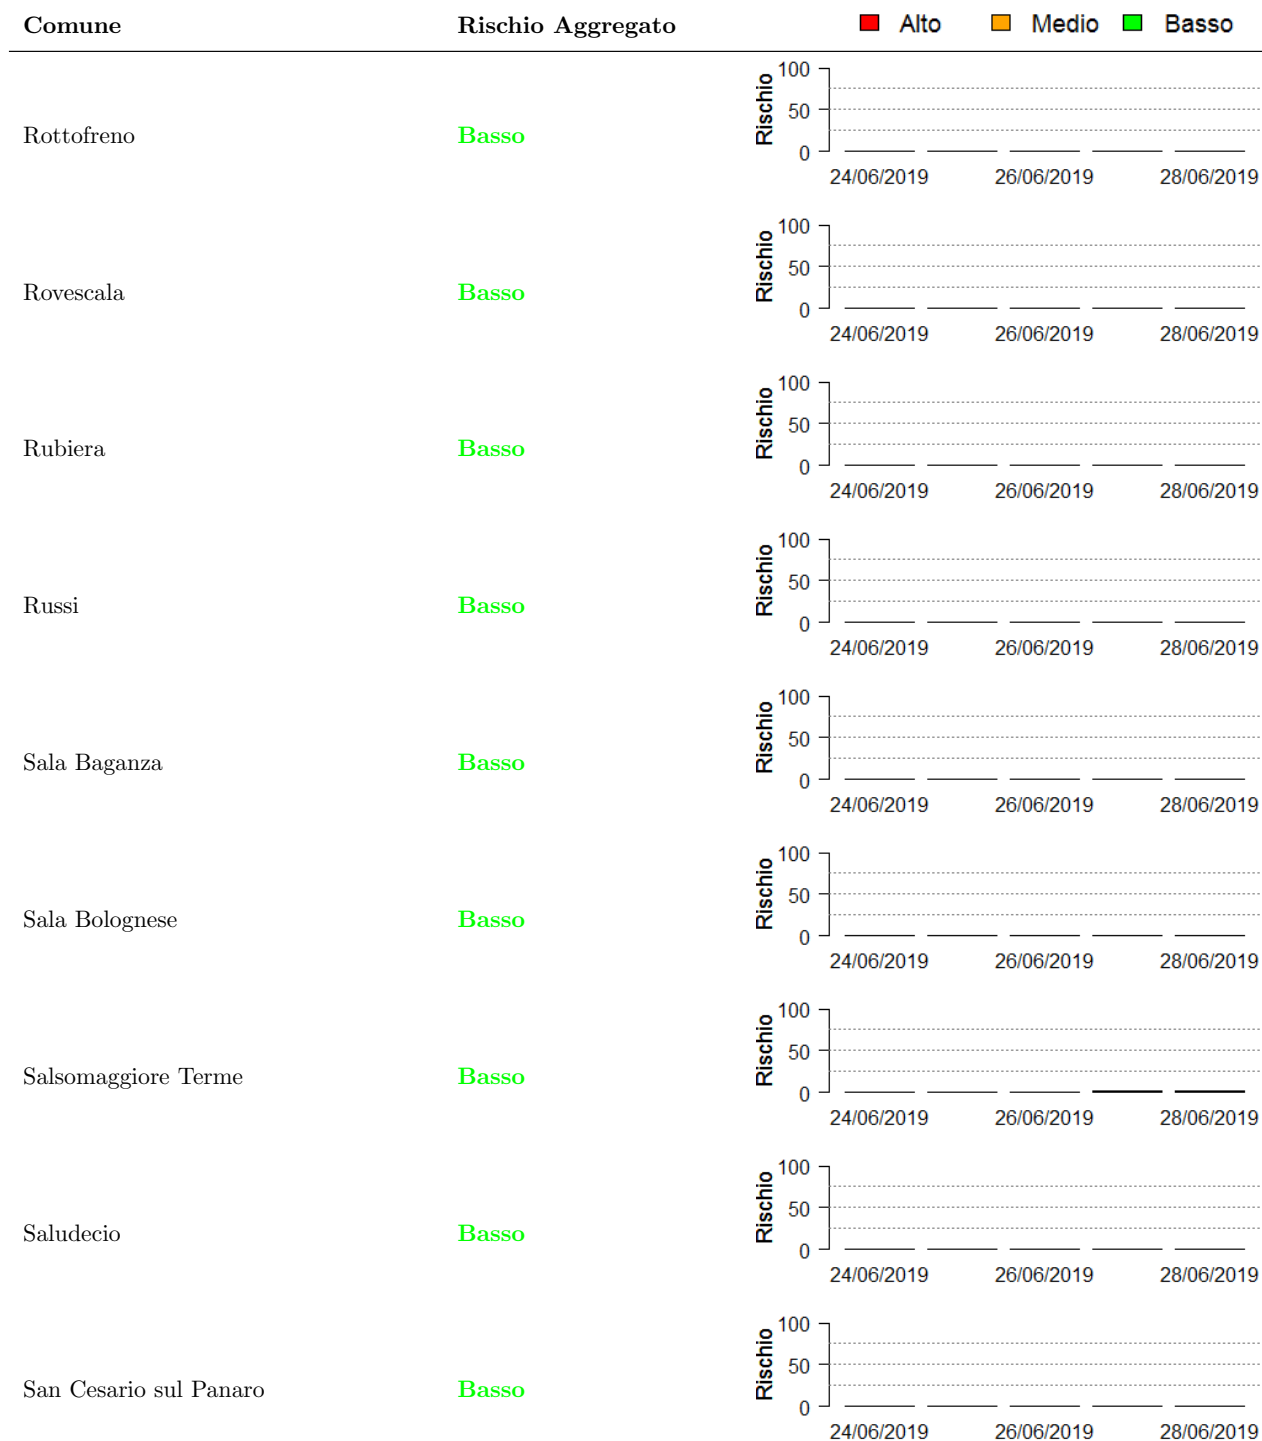 Comune Rischio Aggregato Alto Medio Basso
Rottofreno Basso Rischio 100 50 0
24/06/2019 26/06/2019 28/06/2019
Rovescala Basso Rischio 100 50 0
24/06/2019 26/06/2019 28/06/2019
Rubiera Basso Rischio 100 50 0
24/06/2019 26/06/2019 28/06/2019
Russi Basso Rischio 100 50 0
24/06/2019 26/06/2019 28/06/2019
Sala Baganza Basso Rischio 100 50 0
24/06/2019 26/06/2019 28/06/2019
Sala Bolognese Basso Rischio 100 50 0
24/06/2019 26/06/2019 28/06/2019
Salsomaggiore Terme Basso Rischio 100 50 0
24/06/2019 26/06/2019 28/06/2019
Saludecio Basso Rischio 100 50 0
24/06/2019 26/06/2019 28/06/2019
San Cesario sul Panaro Basso Rischio 100 50 0
24/06/2019 26/06/2019 28/06/2019